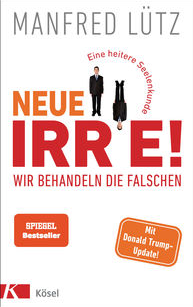 MANFRED LÜTZ
Eine heitere Seelenkunde
NEUE
IRRE!
WIR BEHANDELN DIE FALSCHEN
SPIEGEL
Bestseller
Mit
Donald Trump-
Update!
Kösel